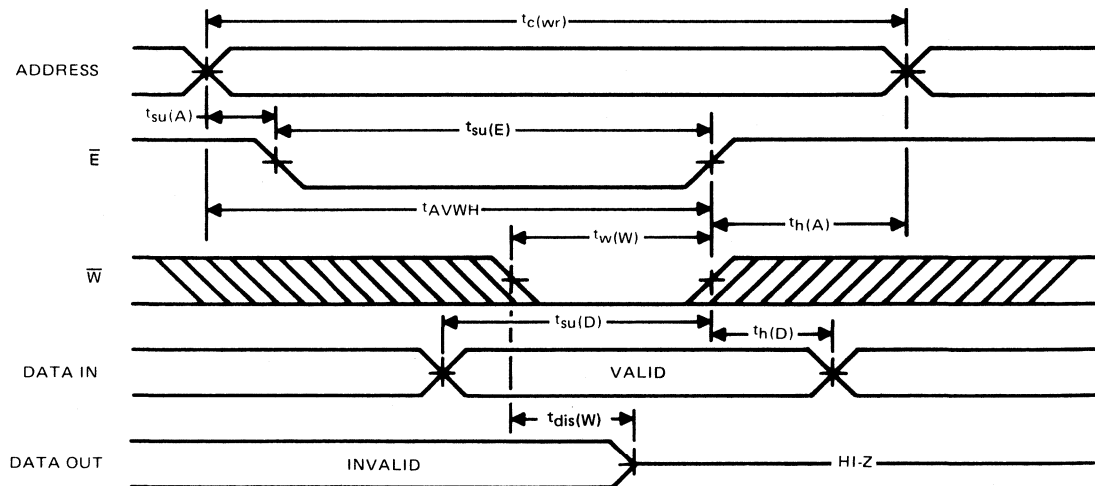 tc(wr)
ADDRESS
tsu(A)
tsu(E)
E̅
tAVWH
th(A)
tw(W)
W̅
tsu(D)
th(D)
DATA IN
VALID
tdis(W)
DATA OUT
INVALID
HI-Z